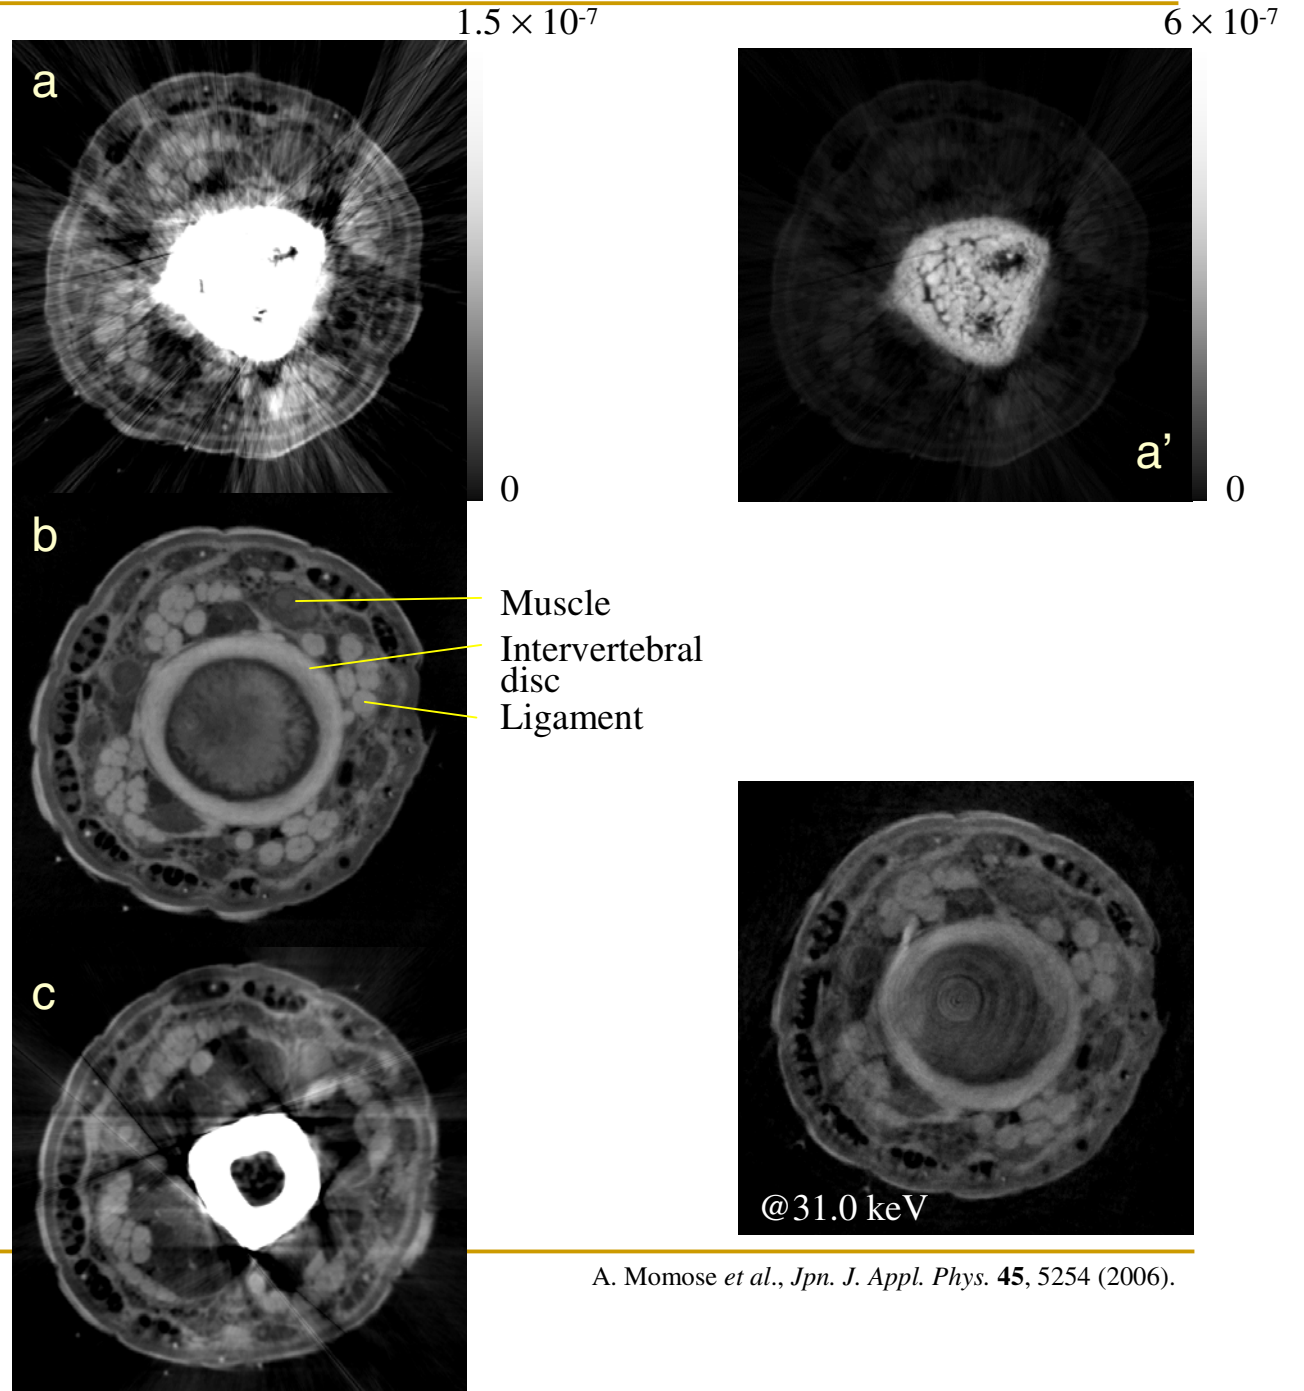 1.5 × 10-7
6 × 10-7
a
a’
0
0
b
Muscle
Intervertebral
disc
Ligament
c
@31.0 keV
A. Momose et al., Jpn. J. Appl. Phys. 45, 5254 (2006).